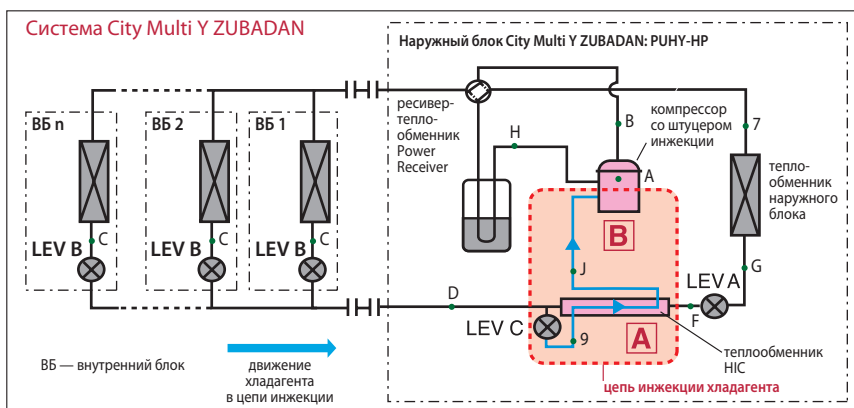 Система City Multi Y ZUBADAN
Наружный блок City Multi Y ZUBADAN: PUHY-HP
ВБ n
ВБ 2
ВБ 1
LEV B
C
LEV B
C
LEV B
C
ресивер-
тепло-
обменник
Power
Receiver
H
B
компрессор
со штуцером
инжекции
A
7
тепло-
обменник
наружного
блока
B
J
G
LEV A
D
F
LEV C
9
A
теплообменник
HIC
цепь инжекции хладагента
ВБ — внутренний блок
движение
хладагента
в цепи инжекции